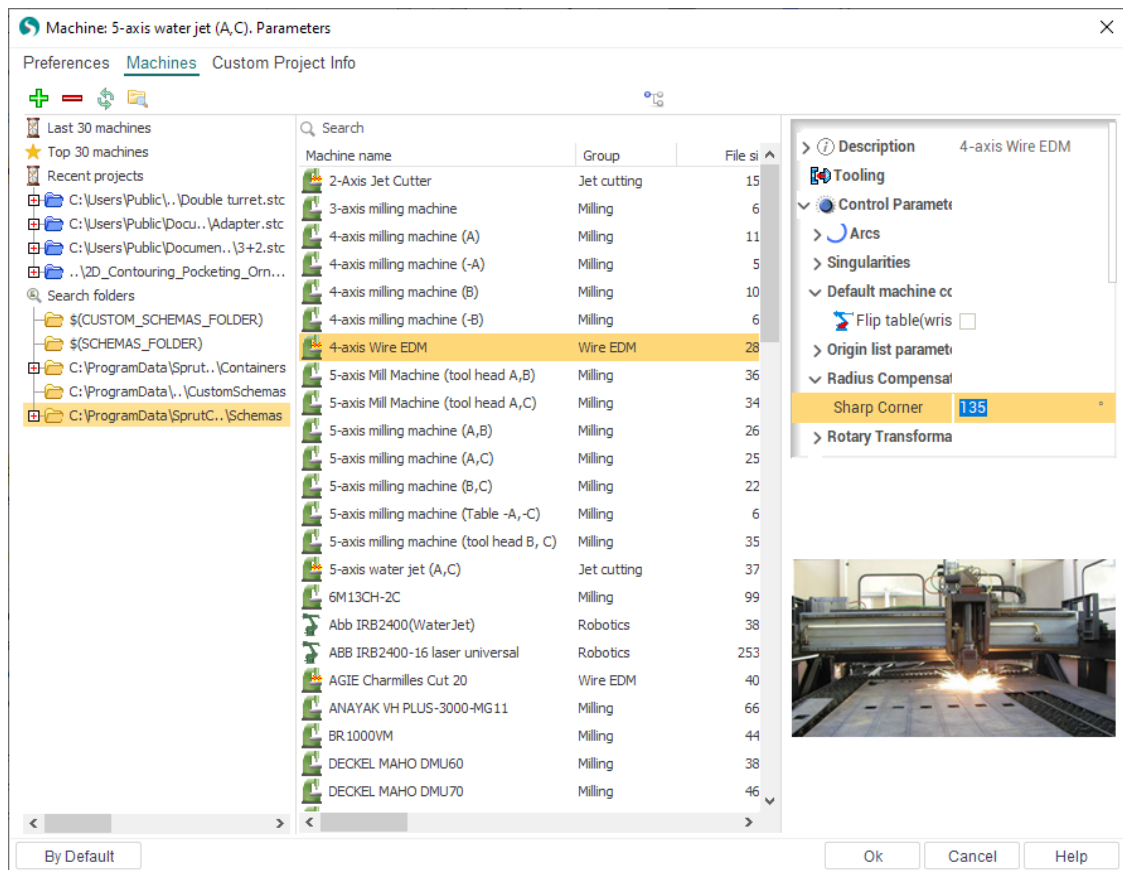 Machine: 5-axis water jet (A,C). Parameters
Preferences Machines Custom Project Info
Last 30 machines
Top 30 machines
Recent projects
C:\Users\Public\..\Double turret.stc
C:\Users\Public\Docu..\Adapter.stc
C:\Users\Public\Documen..\3+2.stc
..\2D_Contouring_Pocketing_Orn...
Search folders
$(CUSTOM_SCHEMAS_FOLDER)
$(SCHEMAS_FOLDER)
C:\ProgramData\Sprut..\Containers
C:\ProgramData\..\CustomSchemas
C:\ProgramData\SprutC..\Schemas
Search
Machine name Group File si
2-Axis Jet Cutter Jet cutting 15
3-axis milling machine Milling 6
4-axis milling machine (A) Milling 11
4-axis milling machine (-A) Milling 5
4-axis milling machine (B) Milling 10
4-axis milling machine (-B) Milling 6
4-axis Wire EDM Wire EDM 28
5-axis Mill Machine (tool head A,B) Milling 36
5-axis Mill Machine (tool head A,C) Milling 34
5-axis milling machine (A,B) Milling 26
5-axis milling machine (A,C) Milling 25
5-axis milling machine (B,C) Milling 22
5-axis milling machine (Table -A,-C) Milling 6
5-axis milling machine (tool head B, C) Milling 35
5-axis water jet (A,C) Jet cutting 37
6M13CH-2C Milling 99
Abb IRB2400(WaterJet) Robotics 38
ABB IRB2400-16 laser universal Robotics 253
AGIE Charmilles Cut 20 Wire EDM 40
ANAYAK VH PLUS-3000-MG11 Milling 66
BR1000VM Milling 44
DECKEL MAHO DMU60 Milling 38
DECKEL MAHO DMU70 Milling 46
Description 4-axis Wire EDM
Tooling
Control Paramete
Arcs
Singularities
Default machine co
Flip table(wris
Origin list paramete
Radius Compensat
Sharp Corner 135 °
Rotary Transforma
By Default Ok Cancel Help